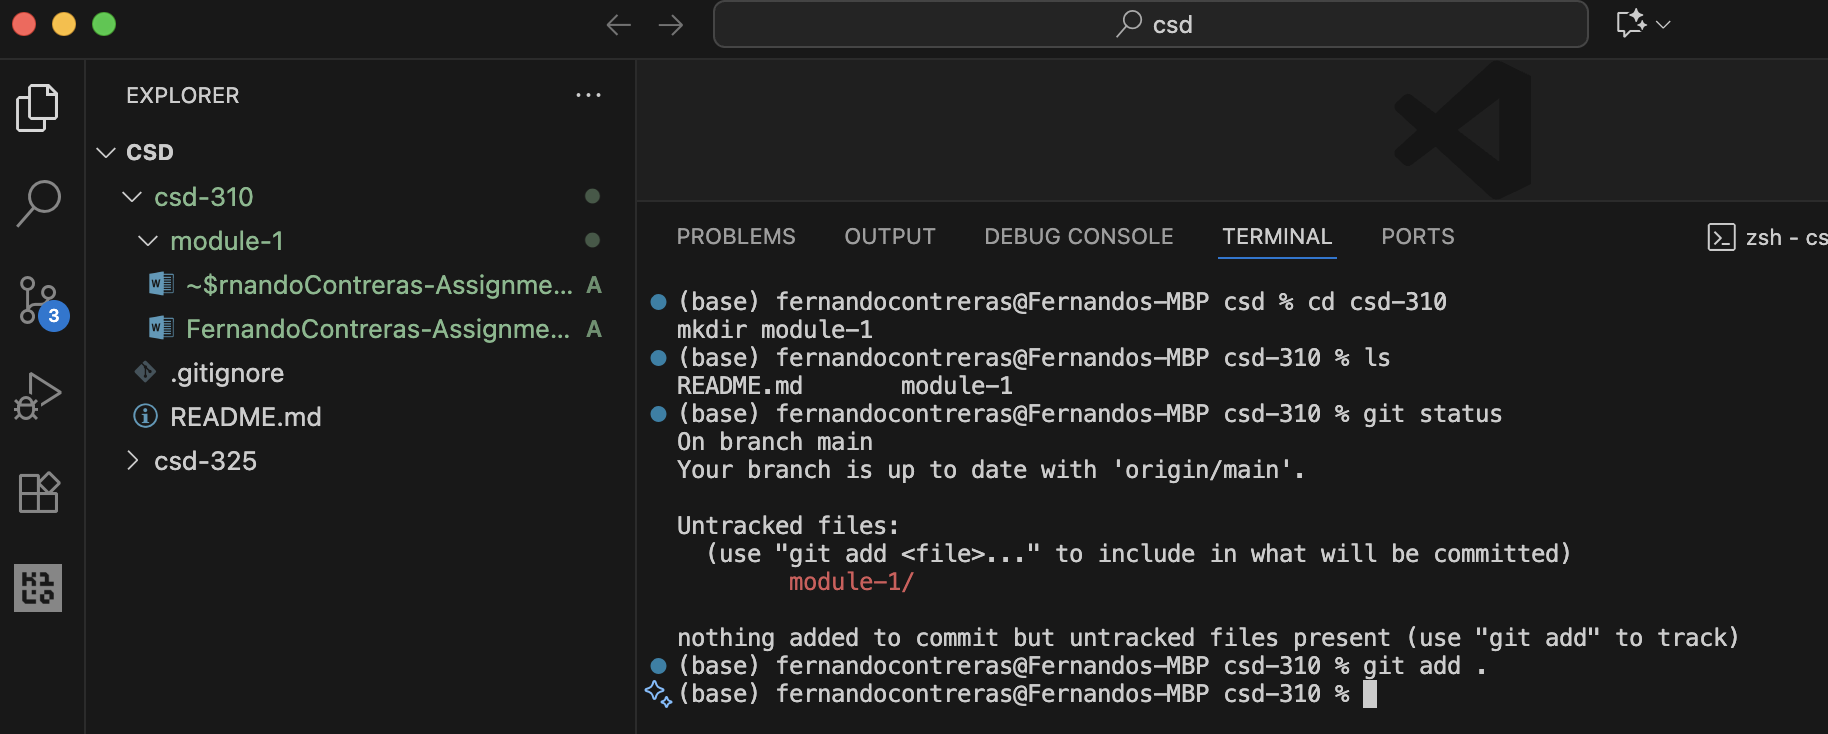 csd
EXPLORER
CSD
csd-310
module-1
~$rnandoContreras-Assignme... A
FernandoContreras-Assignme... A
.gitignore
README.md
csd-325
3
PROBLEMS OUTPUT DEBUG CONSOLE TERMINAL PORTS zsh - cs
(base) fernandocontreras@Fernandos-MBP csd % cd csd-310
mkdir module-1
(base) fernandocontreras@Fernandos-MBP csd-310 % ls
README.md module-1
(base) fernandocontreras@Fernandos-MBP csd-310 % git status
On branch main
Your branch is up to date with 'origin/main'.
Untracked files:
(use "git add <file>..." to include in what will be committed)
module-1/
nothing added to commit but untracked files present (use "git add" to track)
(base) fernandocontreras@Fernandos-MBP csd-310 % git add .
(base) fernandocontreras@Fernandos-MBP csd-310 %